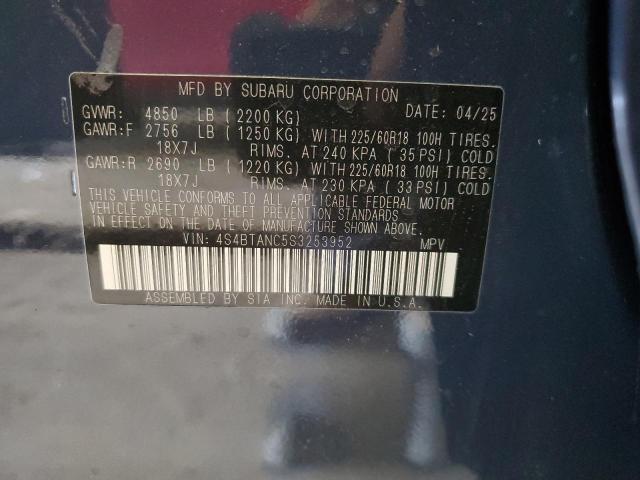 MFD BY SUBARU CORPORATION DATE: 04/25
GVWR: 4850 LB (2200 KG)
GAWR:F 2756 LB (1250 KG) WITH 225/60R18 100H TIRES.
18X7J RIMS. AT 240 KPA (35 PSI) COLD
GAWR:R 2690 LB (1220 KG) WITH 225/60R18 100H TIRES.
18X7J RIMS. AT 230 KPA (33 PSI) COLD
THIS VEHICLE CONFORMS TO ALL APPLICABLE FEDERAL MOTOR
VEHICLE SAFETY AND THEFT PREVENTION STANDARDS
IN EFFECT ON THE DATE OF MANUFACTURE SHOWN ABOVE.
VIN: 4S4BTANC5S3253952 MPV
ASSEMBLED BY SIA INC. MADE IN U.S.A.